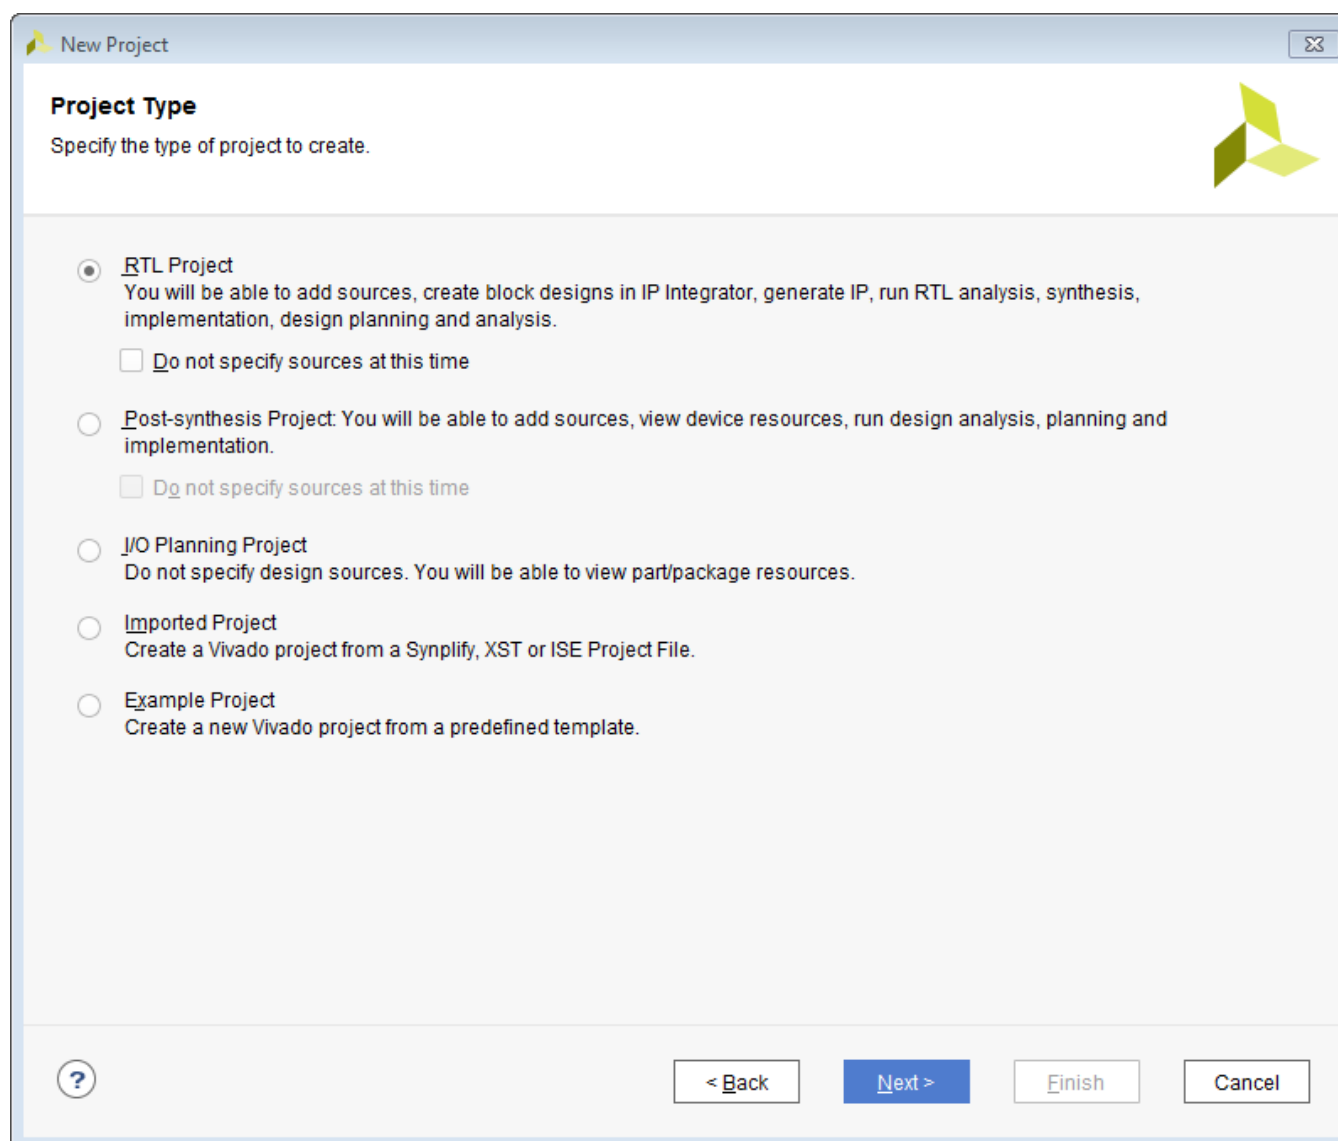 New Project
Project Type
Specify the type of project to create.
RTL Project
You will be able to add sources, create block designs in IP Integrator, generate IP, run RTL analysis, synthesis,
implementation, design planning and analysis.
Do not specify sources at this time
Post-synthesis Project: You will be able to add sources, view device resources, run design analysis, planning and
implementation.
Do not specify sources at this time
I/O Planning Project
Do not specify design sources. You will be able to view part/package resources.
Imported Project
Create a Vivado project from a Synplify, XST or ISE Project File.
Example Project
Create a new Vivado project from a predefined template.
? < Back Next > Finish Cancel